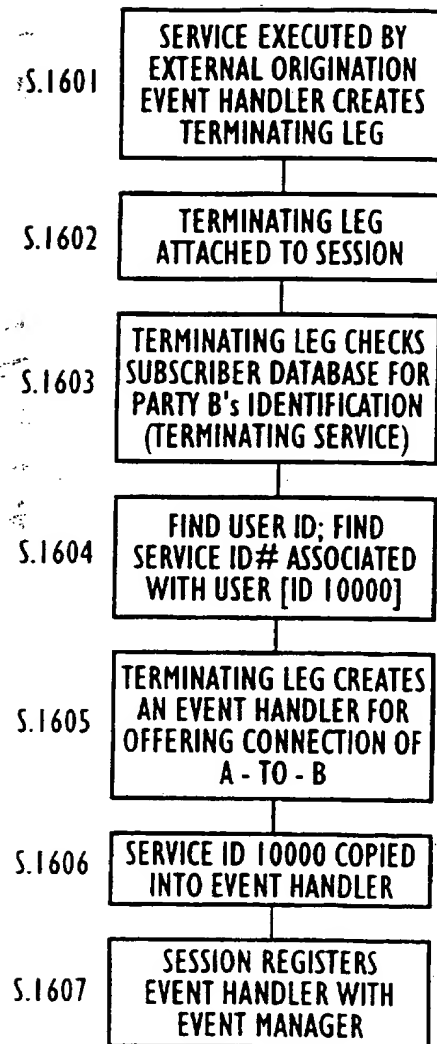 S.1601
SERVICE EXECUTED BY
EXTERNAL ORIGINATION
EVENT HANDLER CREATES
TERMINATING LEG
S.1602
TERMINATING LEG
ATTACHED TO SESSION
S.1603
TERMINATING LEG CHECKS
SUBSCRIBER DATABASE FOR
PARTY B's IDENTIFICATION
(TERMINATING SERVICE)
S.1604
FIND USER ID; FIND
SERVICE ID# ASSOCIATED
WITH USER [ID 10000]
S.1605
TERMINATING LEG CREATES
AN EVENT HANDLER FOR
OFFERING CONNECTION OF
A - TO - B
S.1606
SERVICE ID 10000 COPIED
INTO EVENT HANDLER
S.1607
SESSION REGISTERS
EVENT HANDLER WITH
EVENT MANAGER